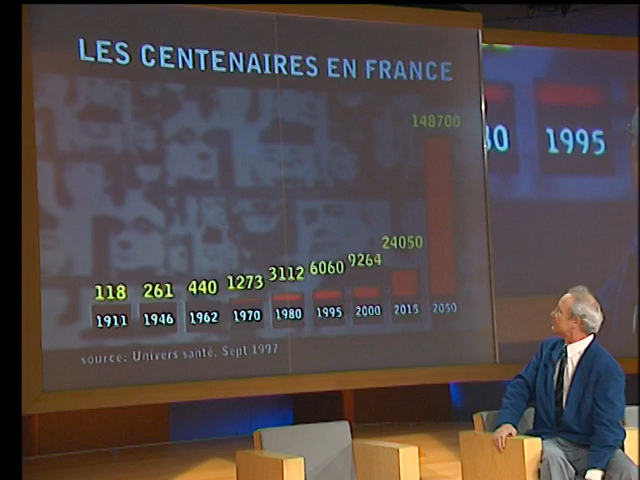 LES CENTENAIRES EN FRANCE
118 261 440 1273 3112 6060 9264 24050 148700
1911 1946 1962 1970 1980 1995 2000 2015 2050
source: Univers santé. Sept 1997
80 1995